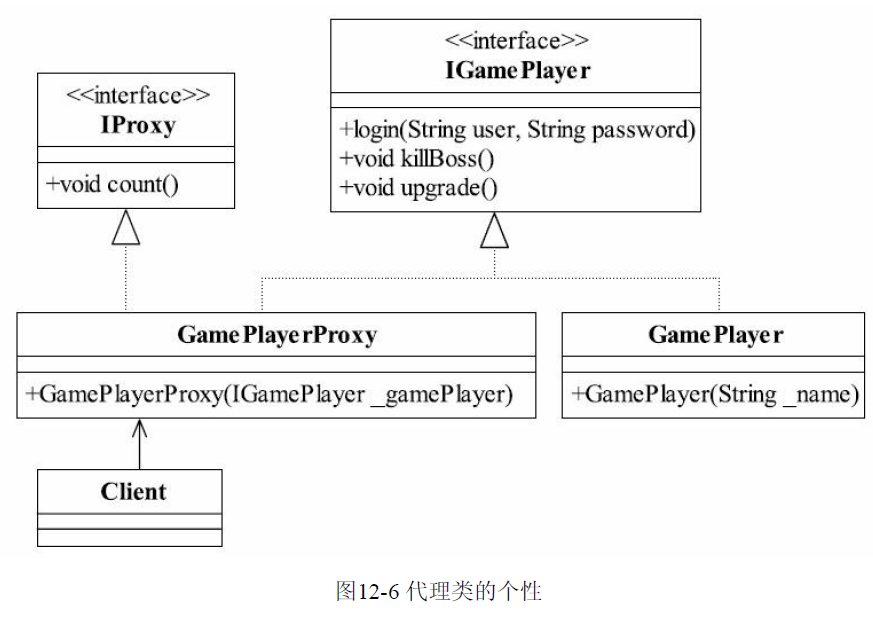 <<interface>>
IGamePlayer
+login(String user, String password)
+void killBoss()
+void upgrade()
<<interface>>
IProxy
+void count()
GamePlayerProxy
+GamePlayerProxy(IGamePlayer _gamePlayer)
GamePlayer
+GamePlayer(String _name)
Client
图12-6 代理类的个性